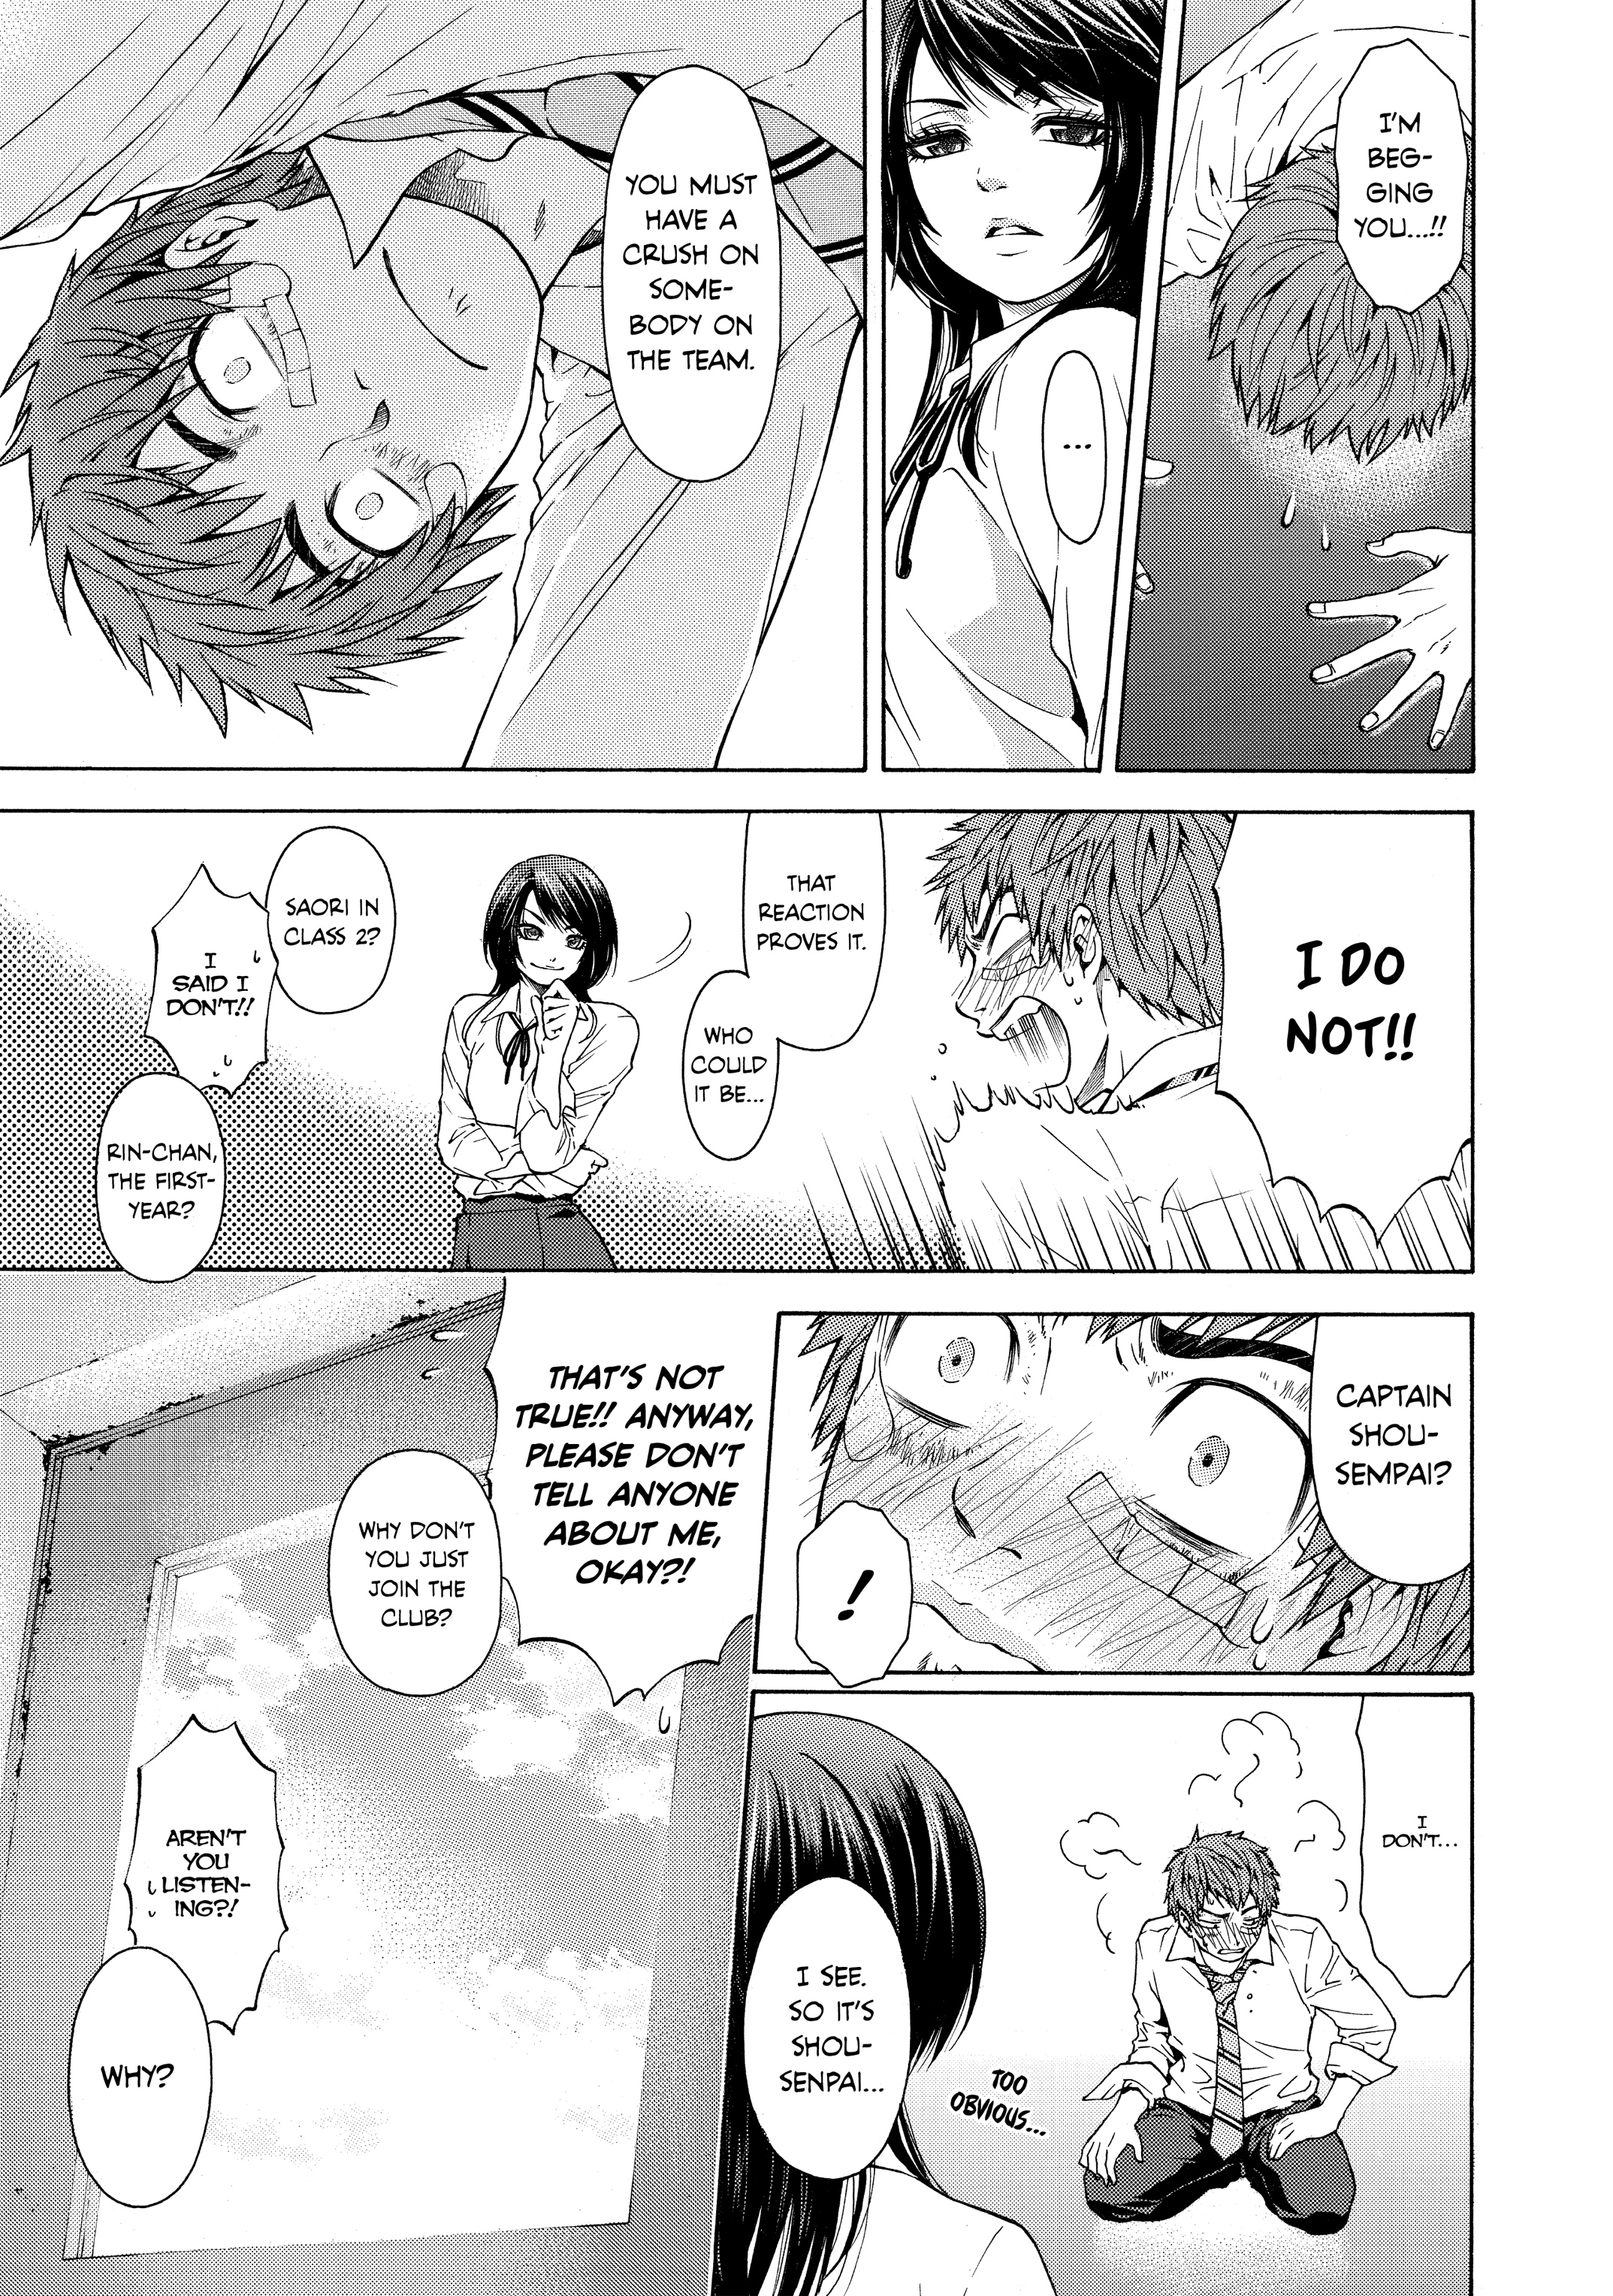 I'M
BEG-
GING
YOU...!!
...
YOU MUST
HAVE A
CRUSH ON
SOME-
BODY ON
THE TEAM.
I DO
NOT!!
THAT
REACTION
PROVES IT.
WHO
COULD
IT BE...
SAORI IN
CLASS 2?
I
SAID I
DON'T!!
RIN-CHAN,
THE FIRST-
YEAR?
CAPTAIN
SHOU-
SEMPAI?
!
I
DON'T...
TOO
OBVIOUS...
I SEE.
SO IT'S
SHOU-
SENPAI...
THAT'S NOT
TRUE!! ANYWAY,
PLEASE DON'T
TELL ANYONE
ABOUT ME,
OKAY?!
WHY DON'T
YOU JUST
JOIN THE
CLUB?
AREN'T
YOU
LISTEN-
ING?!
WHY?